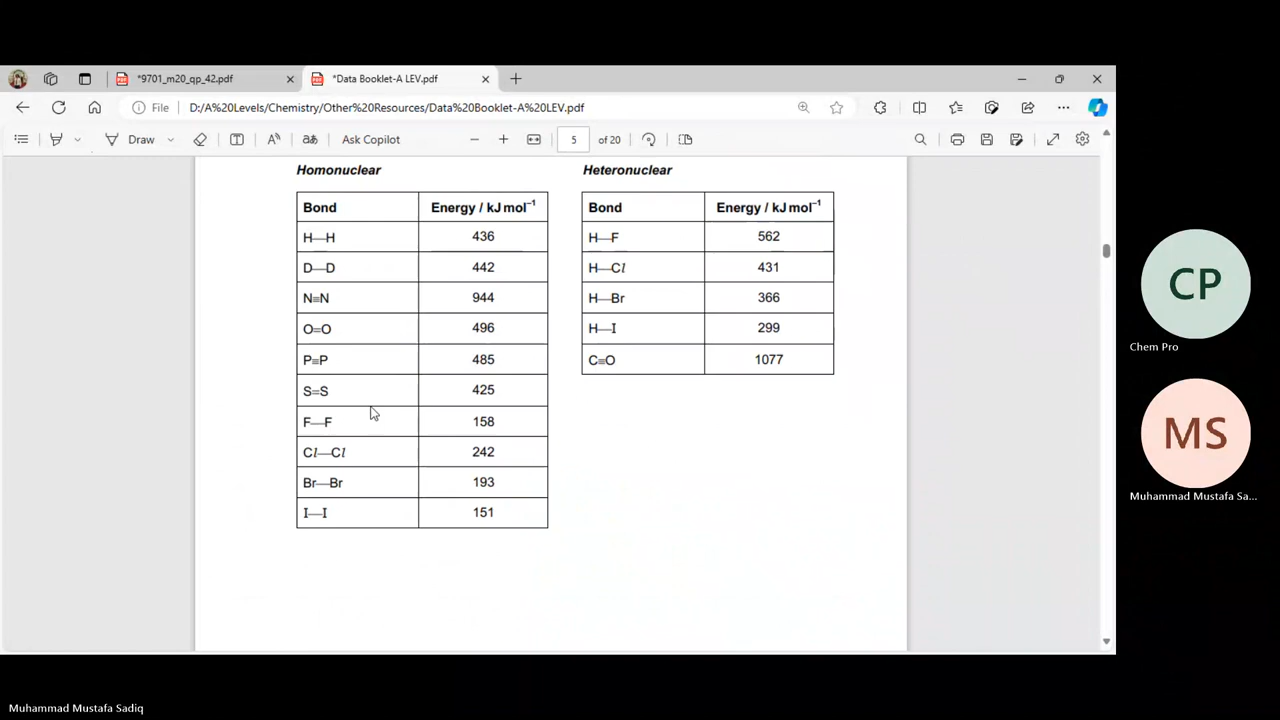 *9701_m20_qp_42.pdf
*Data Booklet-A LEV.pdf
File
D:/A%20Levels/Chemistry/Other%20Resources/Data%20Booklet-A%20LEV.pdf
Draw
Ask Copilot
5
of 20
Homonuclear
Bond Energy / kJ mol⁻¹
H—H 436
D—D 442
N≡N 944
O=O 496
P≡P 485
S=S 425
F—F 158
Cl—Cl 242
Br—Br 193
I—I 151
Heteronuclear
Bond Energy / kJ mol⁻¹
H—F 562
H—Cl 431
H—Br 366
H—I 299
C≡O 1077
CP
Chem Pro
MS
Muhammad Mustafa Sa...
Muhammad Mustafa Sadiq